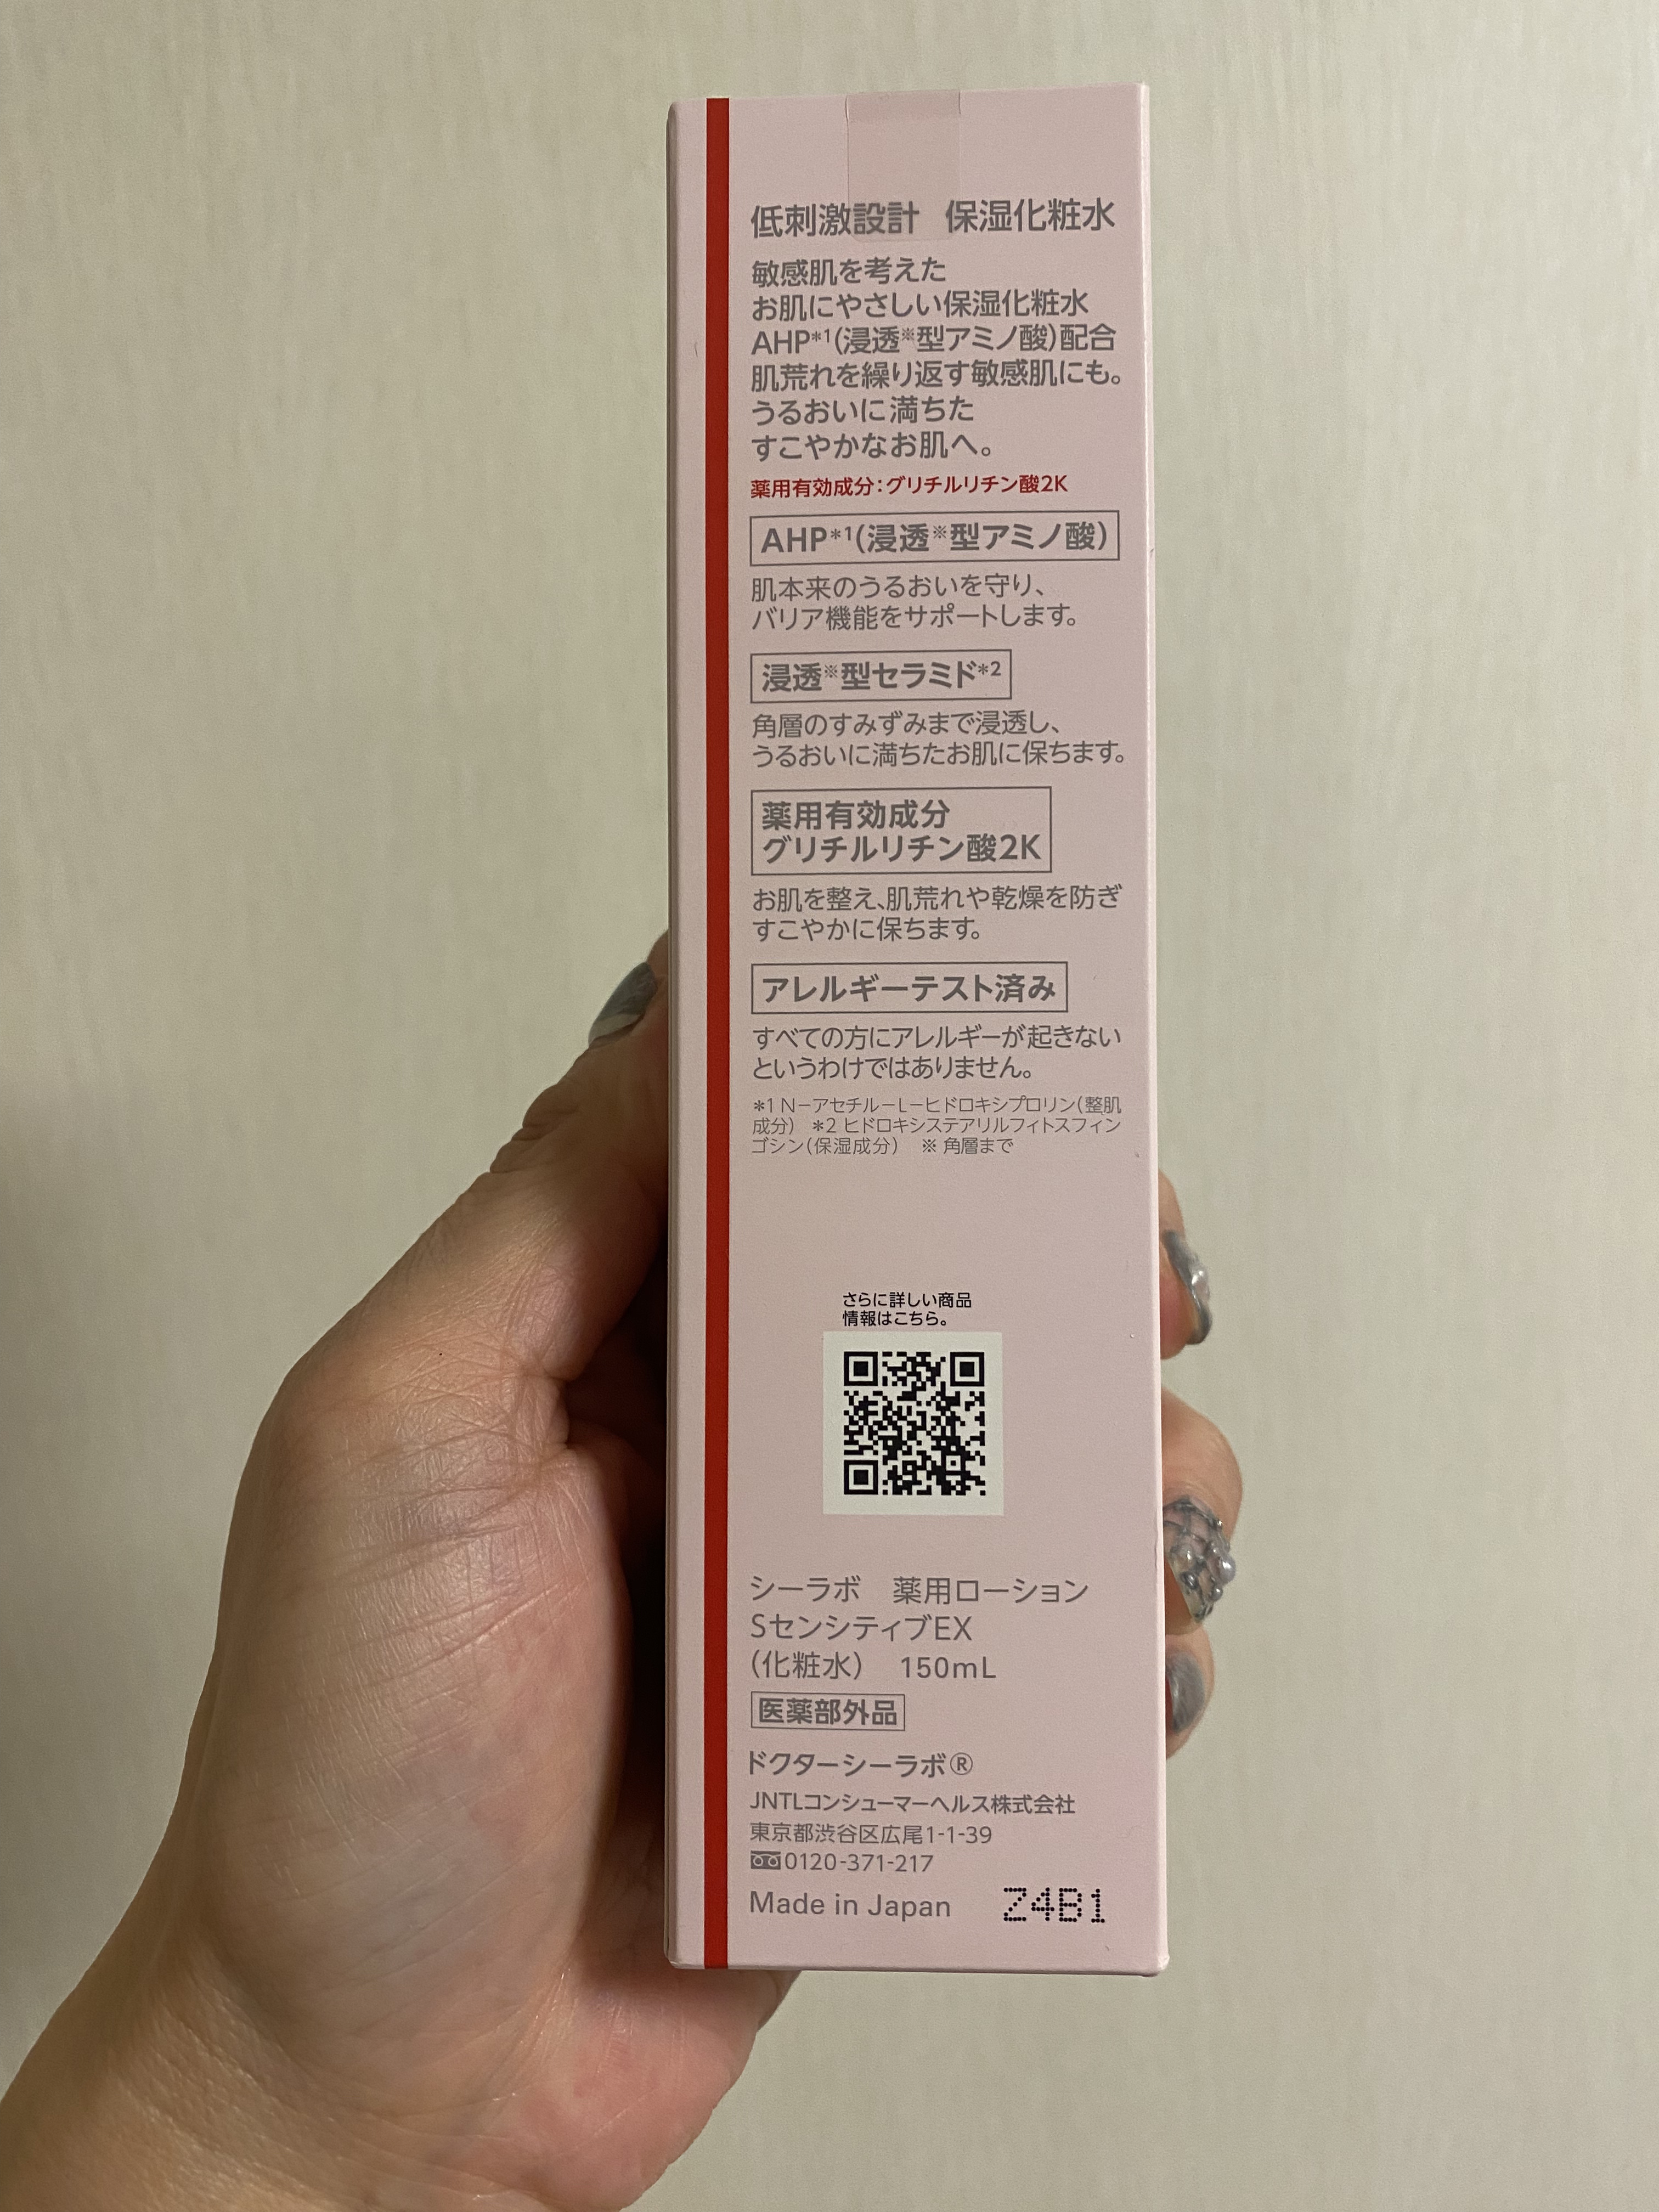 低刺激設計 保湿化粧水
敏感肌を考えた
お肌にやさしい保湿化粧水
AHP*1(浸透※型アミノ酸)配合
肌荒れを繰り返す敏感肌にも。
うるおいに満ちた
すこやかなお肌へ。
薬用有効成分：グリチルリチン酸2K
AHP*1(浸透※型アミノ酸)
肌本来のうるおいを守り、
バリア機能をサポートします。
浸透※型セラミド*2
角層のすみずみまで浸透し、
うるおいに満ちたお肌に保ちます。
薬用有効成分
グリチルリチン酸2K
お肌を整え、肌荒れや乾燥を防ぎ
すこやかに保ちます。
アレルギーテスト済み
すべての方にアレルギーが起きない
というわけではありません。
*1 N−アセチル−L−ヒドロキシプロリン(整肌
成分) *2 ヒドロキシステアリルフィトスフィン
ゴシン(保湿成分) ※ 角層まで
さらに詳しい商品
情報はこちら。
シーラボ 薬用ローション
SセンシティブEX
(化粧水) 150mL
医薬部外品
ドクターシーラボ®
JNTLコンシューマーヘルス株式会社
東京都渋谷区広尾1-1-39
0120-371-217
Made in Japan Z4B1